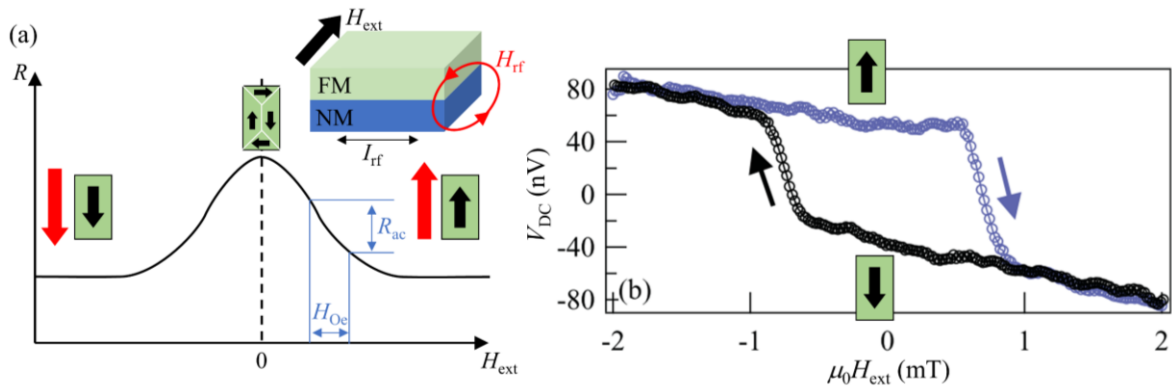 (a)
R
H_ext
FM
NM
H_rf
I_rf
R_ac
H_Oe
0
H_ext
V_DC (nV)
80
40
0
-40
-80
(b)
-2
-1
0
1
2
μ₀H_ext (mT)